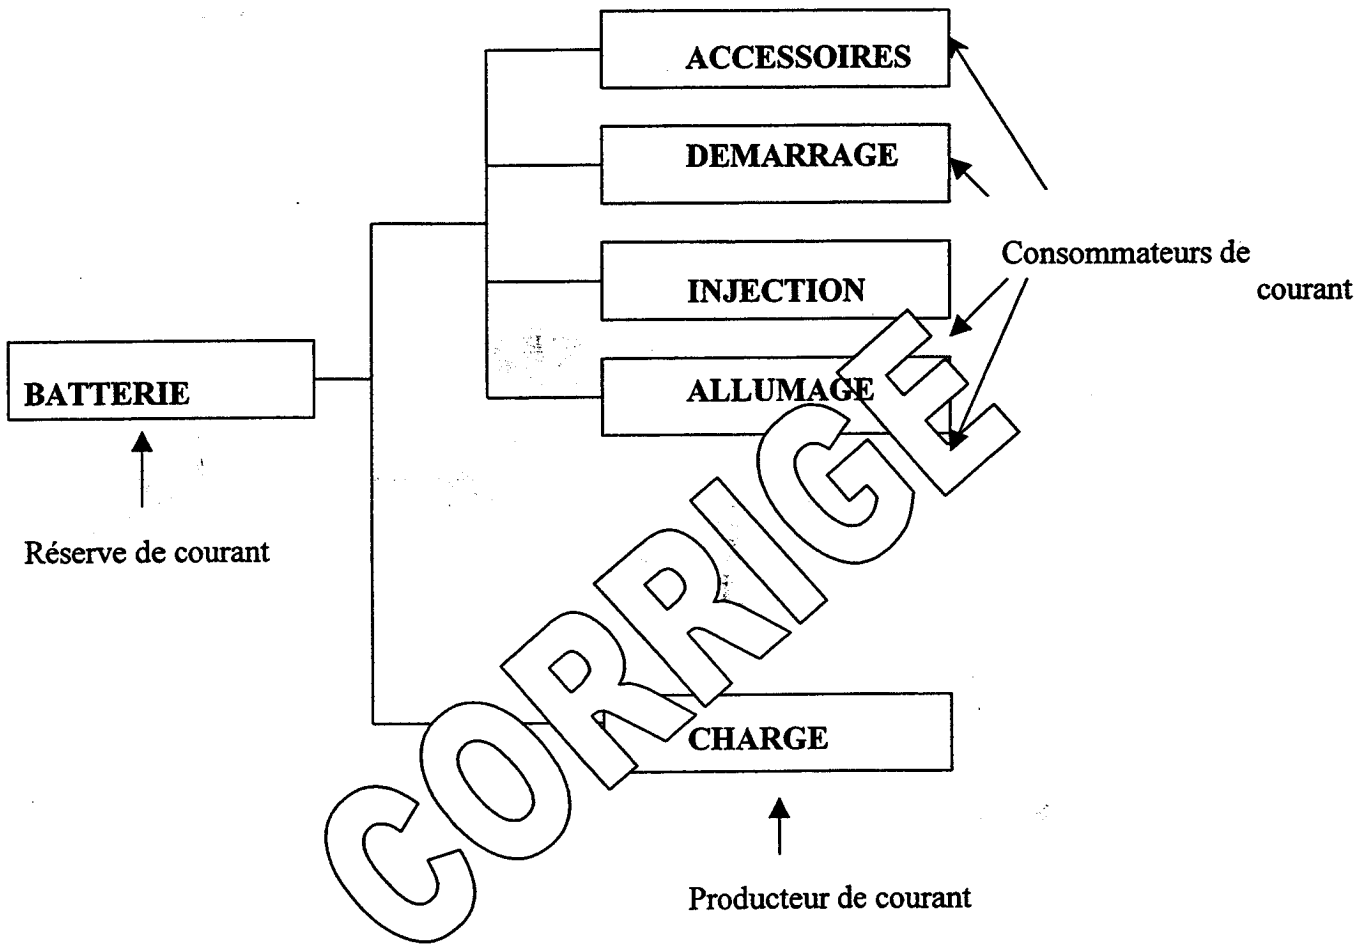 ACCESSOIRES
DEMARRAGE
Consommateurs de
courant
INJECTION
BATTERIE
ALLUMAGE
Réserve de courant
CHARGE
Producteur de courant
CORRIGE